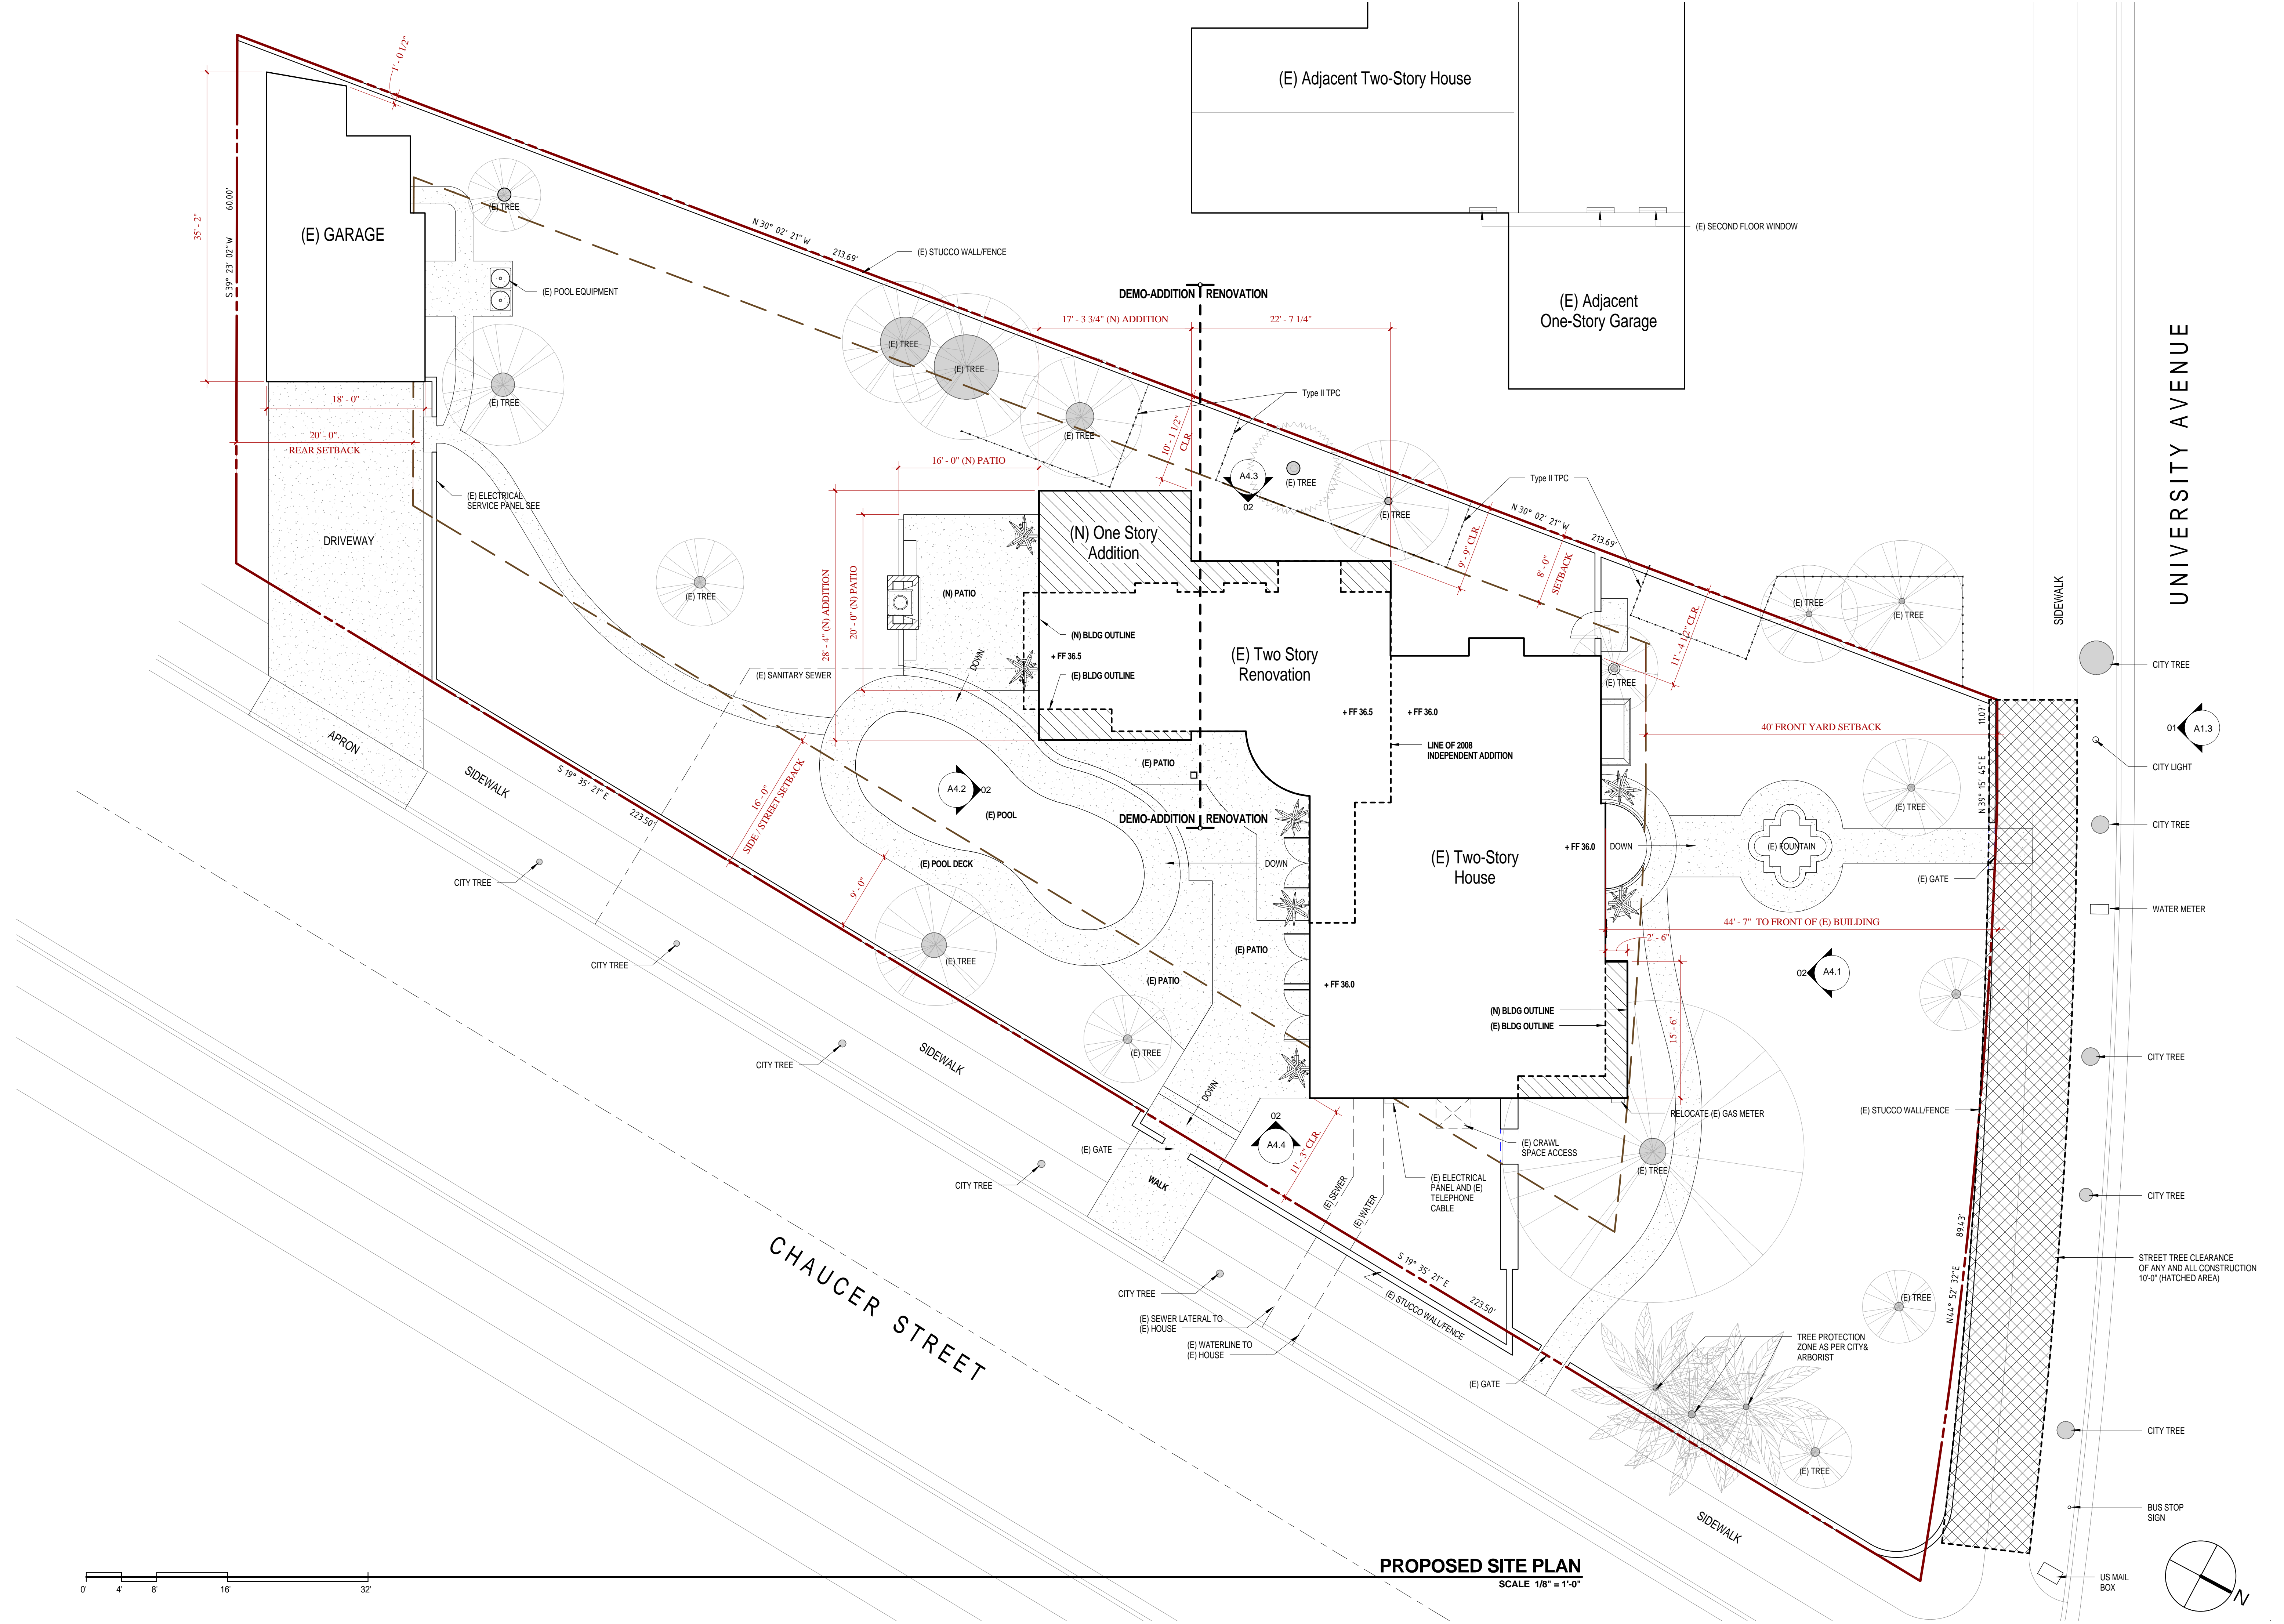 (E) Adjacent Two-Story House
1' - 0 1/2"
35' - 2"
60.00'
S 39° 23' 02"W
(E) GARAGE
(E) TREE
N 30° 02' 21" W
213.69'
(E) STUCCO WALL/FENCE
(E) SECOND FLOOR WINDOW
(E) POOL EQUIPMENT
DEMO-ADDITION
RENOVATION
(E) Adjacent
One-Story Garage
17' - 3 3/4" (N) ADDITION
22' - 7 1/4"
(E) TREE
(E) TREE
(E) TREE
(E) TREE
Type II TPC
18' - 0"
20' - 0"
REAR SETBACK
10' - 1 1/2"
CLR.
16' - 0" (N) PATIO
A4.3
02
(E) TREE
(E) TREE
Type II TPC
N 30° 02' 21" W
213.69'
(E) ELECTRICAL
SERVICE PANEL SEE
DRIVEWAY
(N) One Story
Addition
9' - 9" CLR.
8' - 0"
SETBACK
28' - 4" (N) ADDITION
20' - 0" (N) PATIO
(N) PATIO
(E) TREE
(N) BLDG OUTLINE
+ FF 36.5
(E) BLDG OUTLINE
DOWN
(E) SANITARY SEWER
(E) Two Story
Renovation
11' - 4 1/2" CLR.
(E) TREE
(E) TREE
(E) TREE
SIDEWALK
UNIVERSITY AVENUE
CITY TREE
+ FF 36.5
+ FF 36.0
LINE OF 2008
INDEPENDENT ADDITION
40' FRONT YARD SETBACK
11.07'
N 39° 15' 45"E
01
A1.3
CITY LIGHT
APRON
SIDEWALK
S 19° 35' 21" E
223.50'
16' - 0"
SIDE / STREET SETBACK
(E) PATIO
A4.2
02
(E) POOL
DEMO-ADDITION
RENOVATION
(E) TREE
CITY TREE
(E) POOL DECK
DOWN
(E) Two-Story
House
+ FF 36.0
DOWN
(E) FOUNTAIN
(E) GATE
CITY TREE
9' - 0"
WATER METER
44' - 7" TO FRONT OF (E) BUILDING
2' - 6"
(E) TREE
(E) PATIO
(E) PATIO
CITY TREE
+ FF 36.0
02
A4.1
(N) BLDG OUTLINE
(E) BLDG OUTLINE
15' - 6"
CITY TREE
SIDEWALK
(E) TREE
CITY TREE
DOWN
RELOCATE (E) GAS METER
(E) STUCCO WALL/FENCE
02
A4.4
11' - 3" CLR.
(E) CRAWL
SPACE ACCESS
(E) GATE
(E) TREE
CITY TREE
WALK
(E) SEWER
(E) WATER
(E) ELECTRICAL
PANEL AND (E)
TELEPHONE
CABLE
CITY TREE
89.43'
N44° 52' 32"E
CHAUCER STREET
S 19° 35' 21" E
223.50'
STREET TREE CLEARANCE
OF ANY AND ALL CONSTRUCTION
10'-0" (HATCHED AREA)
CITY TREE
(E) STUCCO WALL/FENCE
(E) TREE
(E) SEWER LATERAL TO
(E) HOUSE
(E) WATERLINE TO
(E) HOUSE
TREE PROTECTION
ZONE AS PER CITY&
ARBORIST
(E) GATE
CITY TREE
(E) TREE
BUS STOP
SIGN
SIDEWALK
PROPOSED SITE PLAN
SCALE 1/8" = 1'-0"
0'
4'
8'
16'
32'
US MAIL
BOX
N